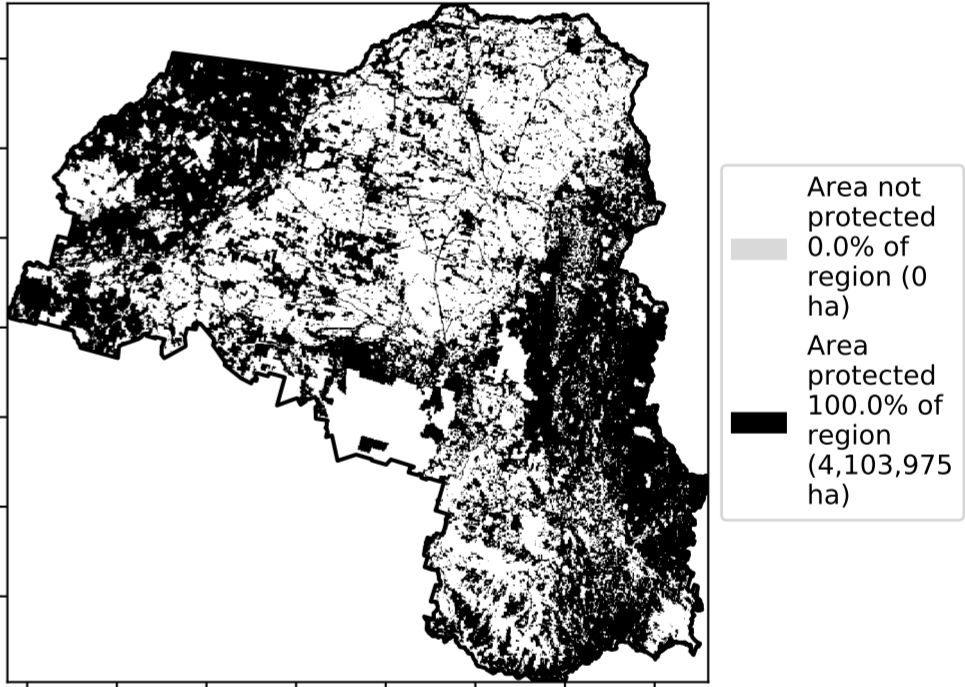 Area not
protected
0.0% of
region (0
ha)
Area
protected
100.0% of
region
(4,103,975
ha)